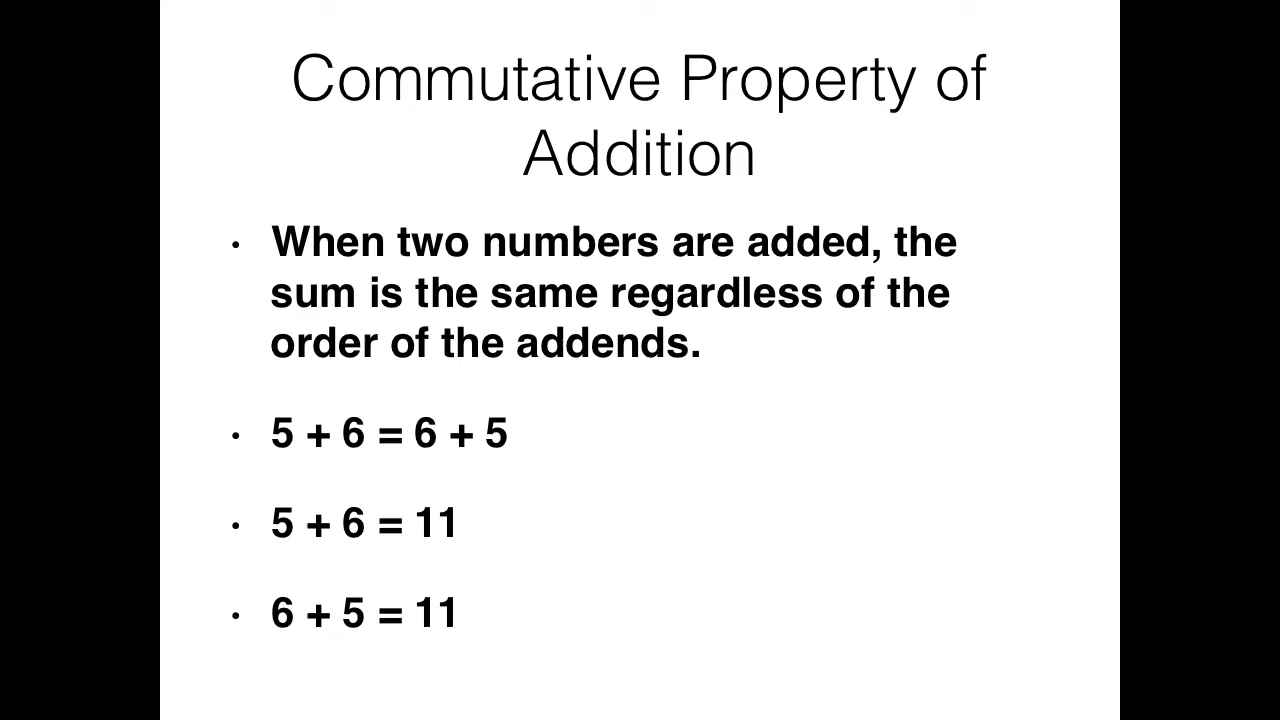 Commutative Property of
Addition
• When two numbers are added, the
sum is the same regardless of the
order of the addends.
• 5 + 6 = 6 + 5
• 5 + 6 = 11
• 6 + 5 = 11